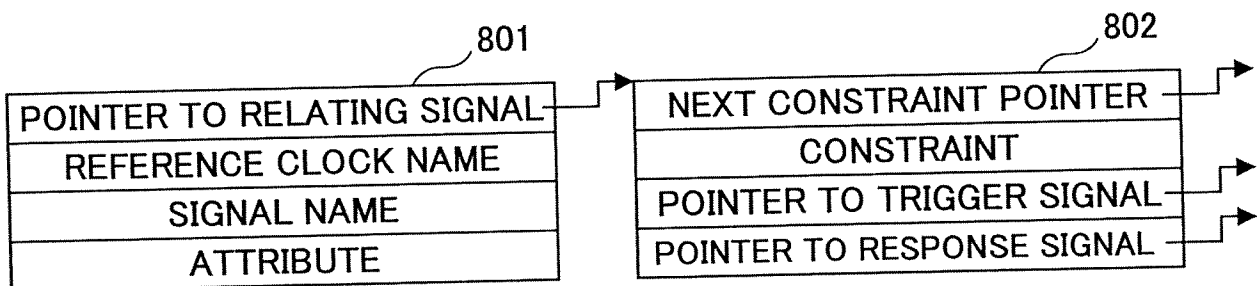 801
POINTER TO RELATING SIGNAL
REFERENCE CLOCK NAME
SIGNAL NAME
ATTRIBUTE
802
NEXT CONSTRAINT POINTER
CONSTRAINT
POINTER TO TRIGGER SIGNAL
POINTER TO RESPONSE SIGNAL